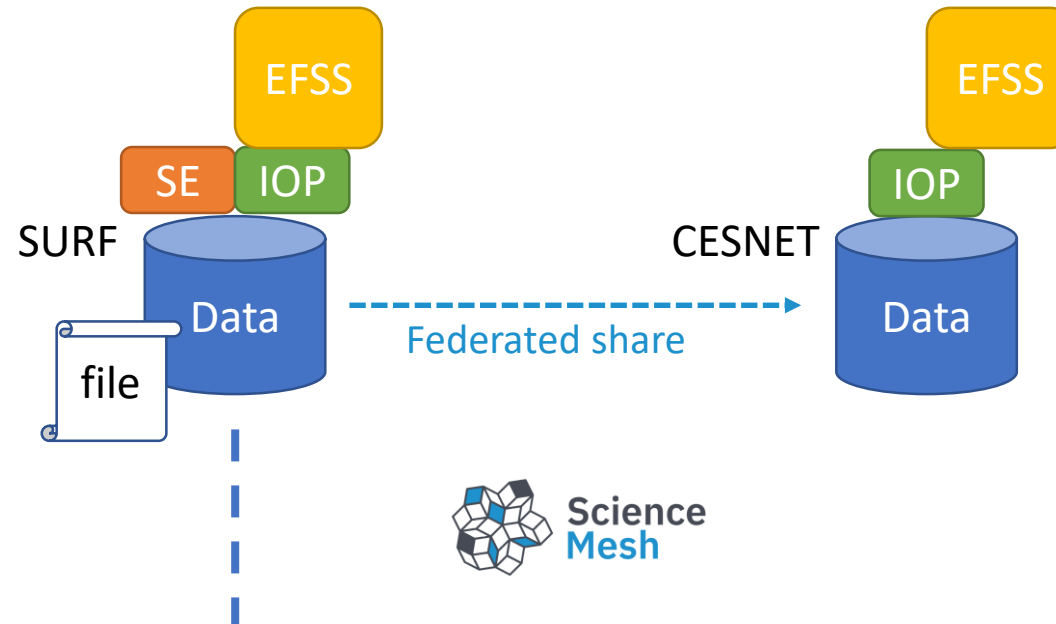 EFSS
EFSS
SE
IOP
IOP
SURF
CESNET
Data
Data
Federated share
file
Science
Mesh